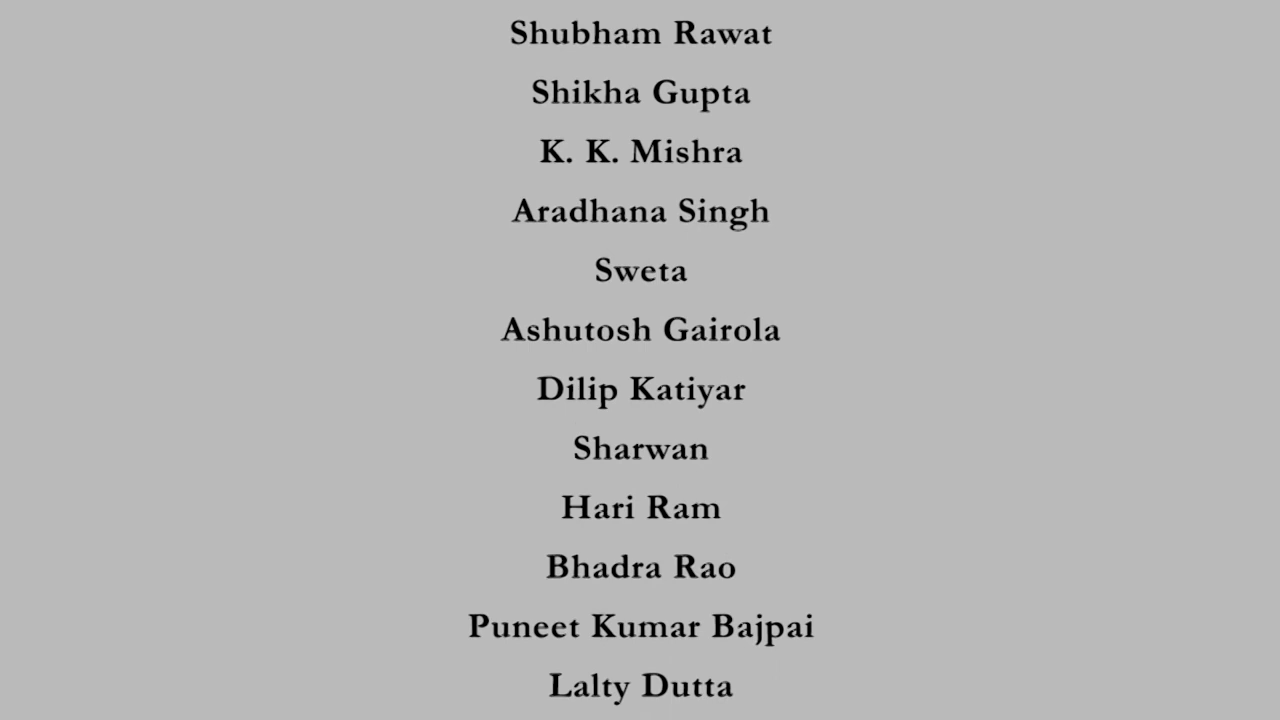 Shubham Rawat
Shikha Gupta
K. K. Mishra
Aradhana Singh
Sweta
Ashutosh Gairola
Dilip Katiyar
Sharwan
Hari Ram
Bhadra Rao
Puneet Kumar Bajpai
Lalty Dutta